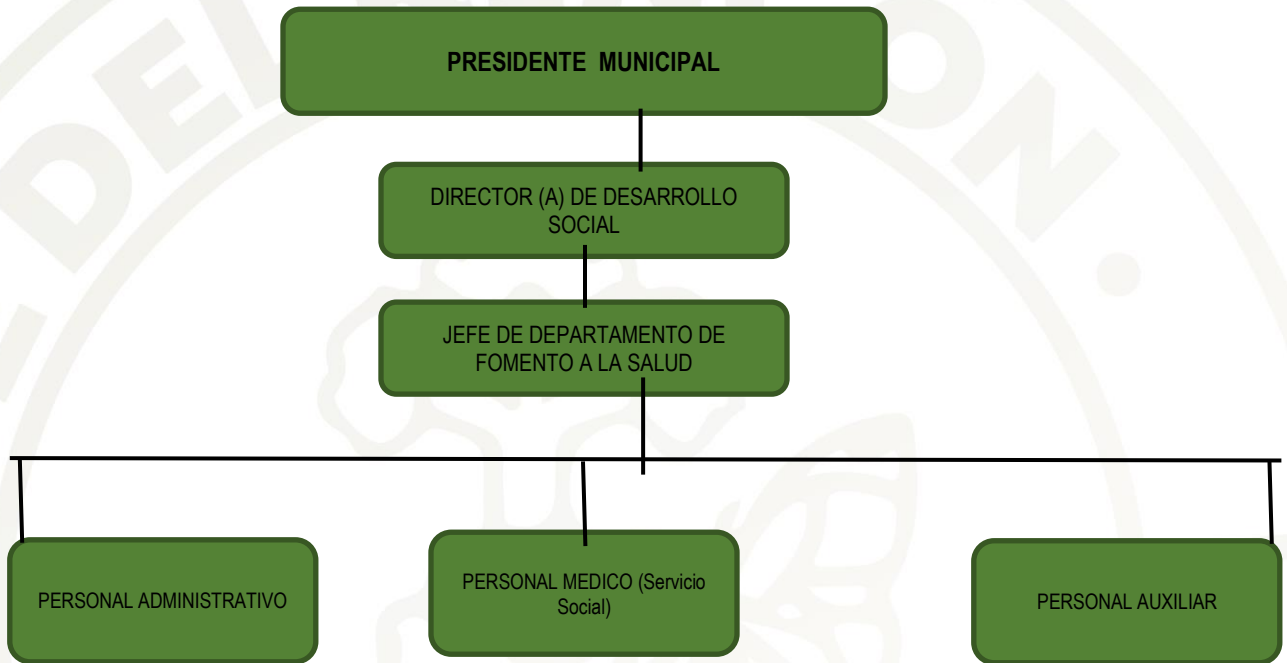 PRESIDENTE MUNICIPAL
DIRECTOR (A) DE DESARROLLO
SOCIAL
JEFE DE DEPARTAMENTO DE
FOMENTO A LA SALUD
PERSONAL ADMINISTRATIVO
PERSONAL MEDICO (Servicio
Social)
PERSONAL AUXILIAR